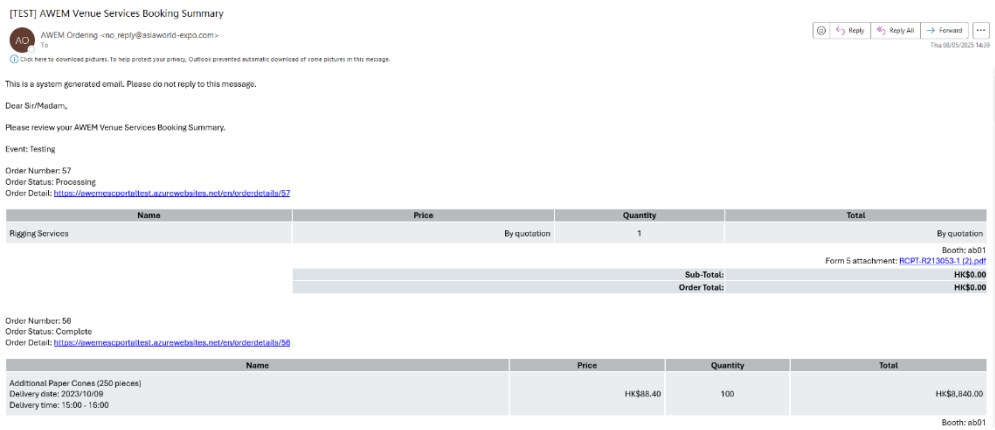 [TEST] AWEM Venue Services Booking Summary
AO
AWEM Ordering <no_reply@asiaworld-expo.com>
To
Reply
Reply All
Forward
Thu 08/05/2025 14:39
Click here to download pictures. To help protect your privacy, Outlook prevented automatic download of some pictures in this message.
This is a system generated email. Please do not reply to this message.
Dear Sir/Madam,
Please review your AWEM Venue Services Booking Summary.
Event: Testing
Order Number: 57
Order Status: Processing
Order Detail: https://awemescportaltest.azurewebsites.net/en/orderdetails/57
Name Price Quantity Total
Rigging Services By quotation 1 By quotation
Booth: ab01
Form 5 attachment: RCPT-R213053-1 (2).pdf
Sub-Total: HK$0.00
Order Total: HK$0.00
Order Number: 56
Order Status: Complete
Order Detail: https://awemescportaltest.azurewebsites.net/en/orderdetails/56
Name Price Quantity Total
Additional Paper Cones (250 pieces)
Delivery date: 2023/10/09 HK$88.40 100 HK$8,840.00
Delivery time: 15:00 - 16:00
Booth: ab01